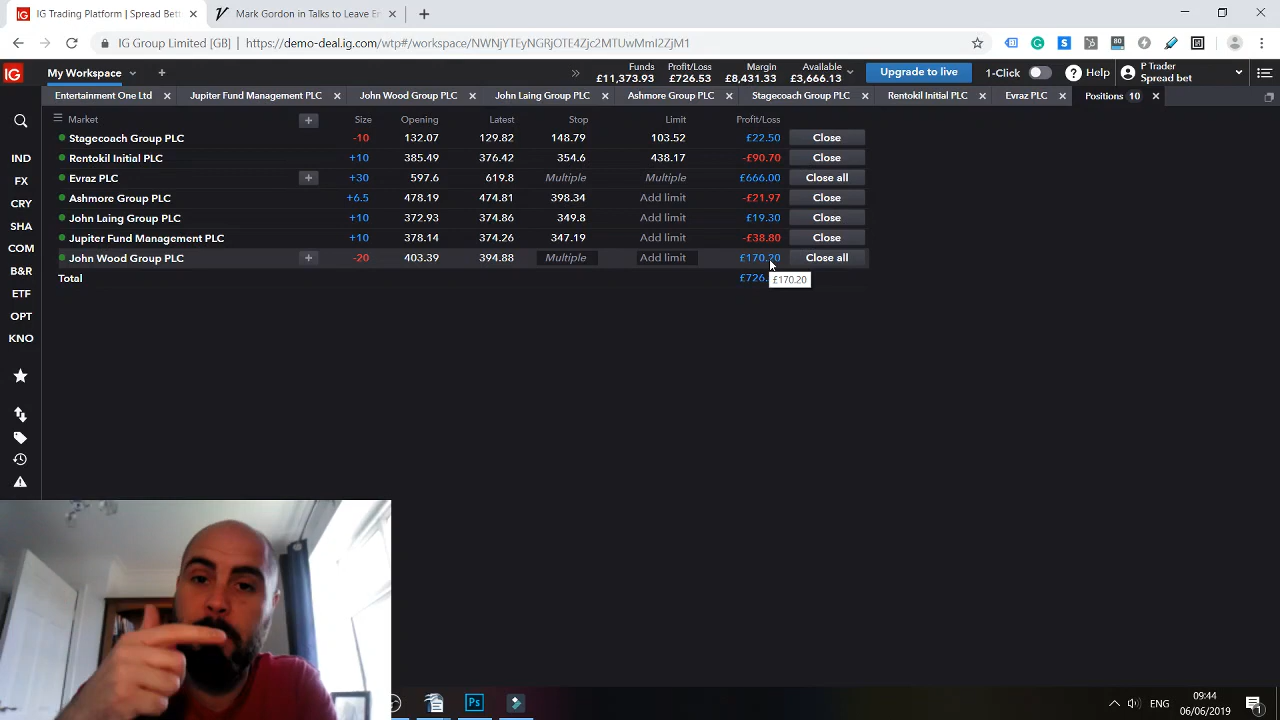 IG Trading Platform | Spread Bett
Mark Gordon in Talks to Leave En
IG Group Limited [GB] https://demo-deal.ig.com/wtp#/workspace/NWNjYTEyNGRjOTE4Zjc2MTUwMmI2ZjM1
80
IG My Workspace Funds Profit/Loss Margin Available Upgrade to live 1-Click Help P Trader
£11,373.93 £726.53 £8,431.33 £3,666.13 Spread bet
Entertainment One Ltd Jupiter Fund Management PLC John Wood Group PLC John Laing Group PLC Ashmore Group PLC Stagecoach Group PLC Rentokil Initial PLC Evraz PLC Positions 10
Market Size Opening Latest Stop Limit Profit/Loss
Stagecoach Group PLC -10 132.07 129.82 148.79 103.52 £22.50 Close
Rentokil Initial PLC +10 385.49 376.42 354.6 438.17 -£90.70 Close
Evraz PLC +30 597.6 619.8 Multiple Multiple £666.00 Close all
Ashmore Group PLC +6.5 478.19 474.81 398.34 Add limit -£21.97 Close
John Laing Group PLC +10 372.93 374.86 349.8 Add limit £19.30 Close
Jupiter Fund Management PLC +10 378.14 374.26 347.19 Add limit -£38.80 Close
John Wood Group PLC -20 403.39 394.88 Multiple Add limit £170.20 Close all
Total £726.
£170.20
IND
FX
CRY
SHA
COM
B&R
ETF
OPT
KNO
Ps
ENG
09:44
06/06/2019
1